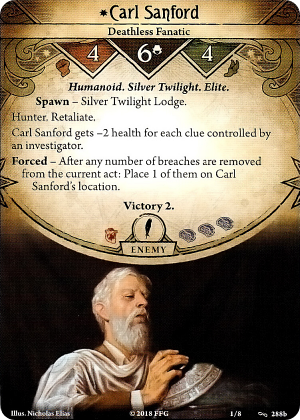 Carl Sanford
Deathless Fanatic
4 6 4
Humanoid. Silver Twilight. Elite.
Spawn – Silver Twilight Lodge.
Hunter. Retaliate.
Carl Sanford gets –2 health for each clue controlled by
an investigator.
Forced – After any number of breaches are removed
from the current act: Place 1 of them on Carl
Sanford's location.
Victory 2.
ENEMY
Illus. Nicholas Elias
© 2018 FFG
1/8
288b